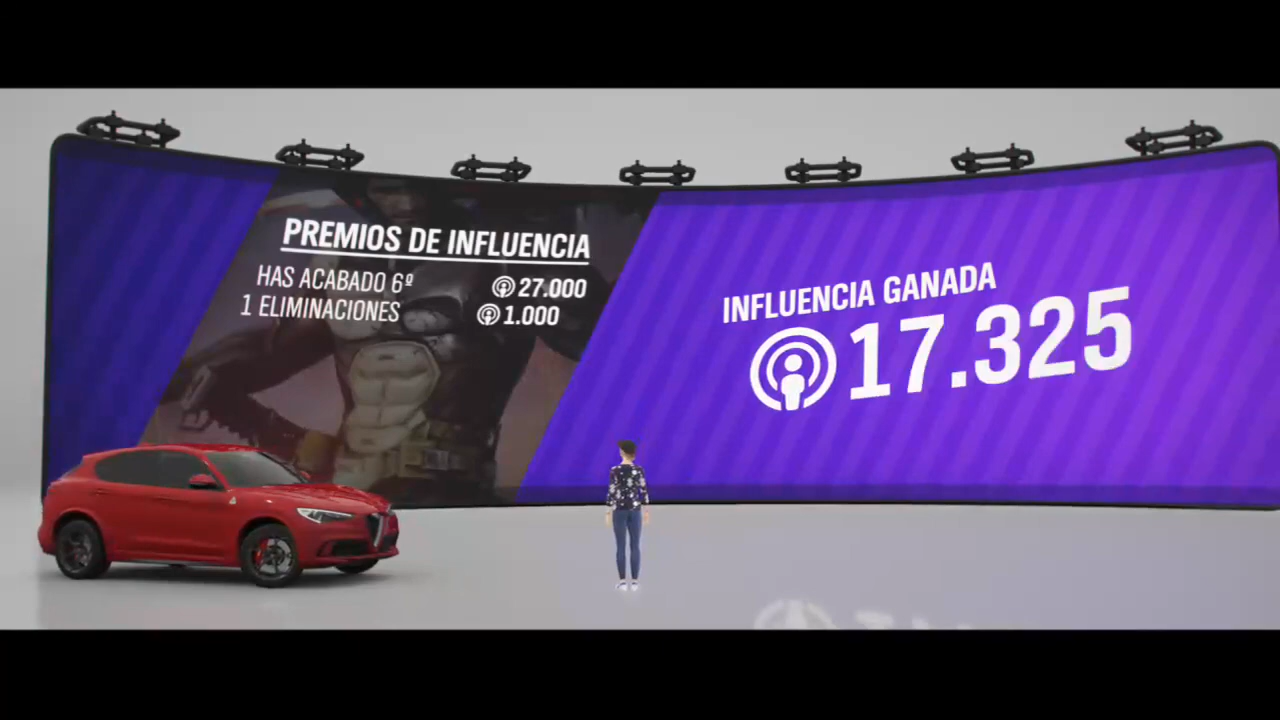 PREMIOS DE INFLUENCIA
HAS ACABADO 6º 27.000
1 ELIMINACIONES 1.000
INFLUENCIA GANADA
17.325